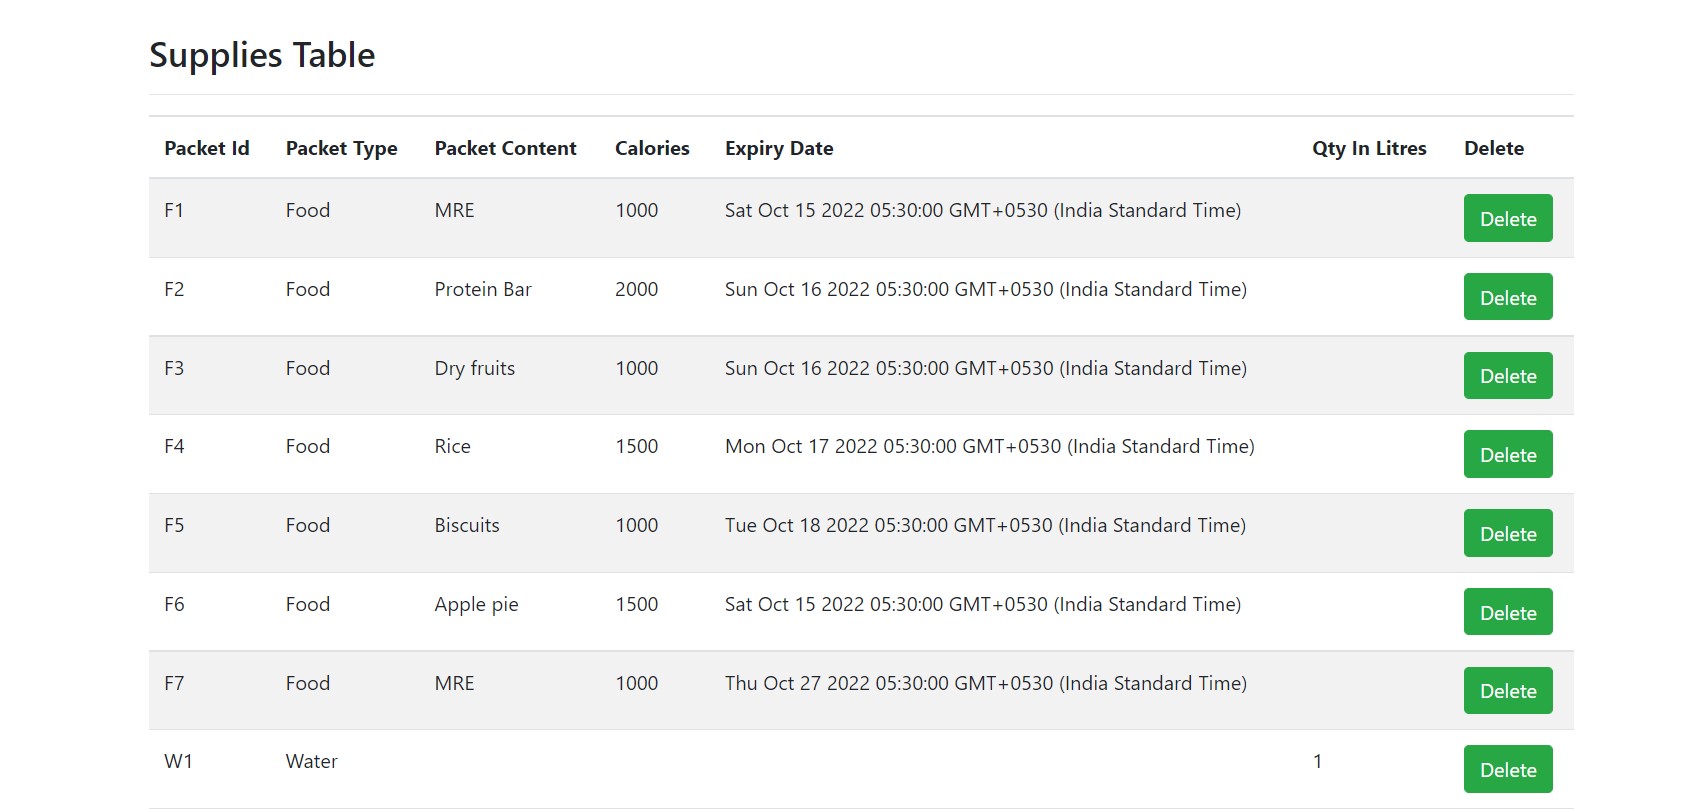 Supplies Table
Packet Id Packet Type Packet Content Calories Expiry Date Qty In Litres Delete
F1 Food MRE 1000 Sat Oct 15 2022 05:30:00 GMT+0530 (India Standard Time) Delete
F2 Food Protein Bar 2000 Sun Oct 16 2022 05:30:00 GMT+0530 (India Standard Time) Delete
F3 Food Dry fruits 1000 Sun Oct 16 2022 05:30:00 GMT+0530 (India Standard Time) Delete
F4 Food Rice 1500 Mon Oct 17 2022 05:30:00 GMT+0530 (India Standard Time) Delete
F5 Food Biscuits 1000 Tue Oct 18 2022 05:30:00 GMT+0530 (India Standard Time) Delete
F6 Food Apple pie 1500 Sat Oct 15 2022 05:30:00 GMT+0530 (India Standard Time) Delete
F7 Food MRE 1000 Thu Oct 27 2022 05:30:00 GMT+0530 (India Standard Time) Delete
W1 Water 1 Delete